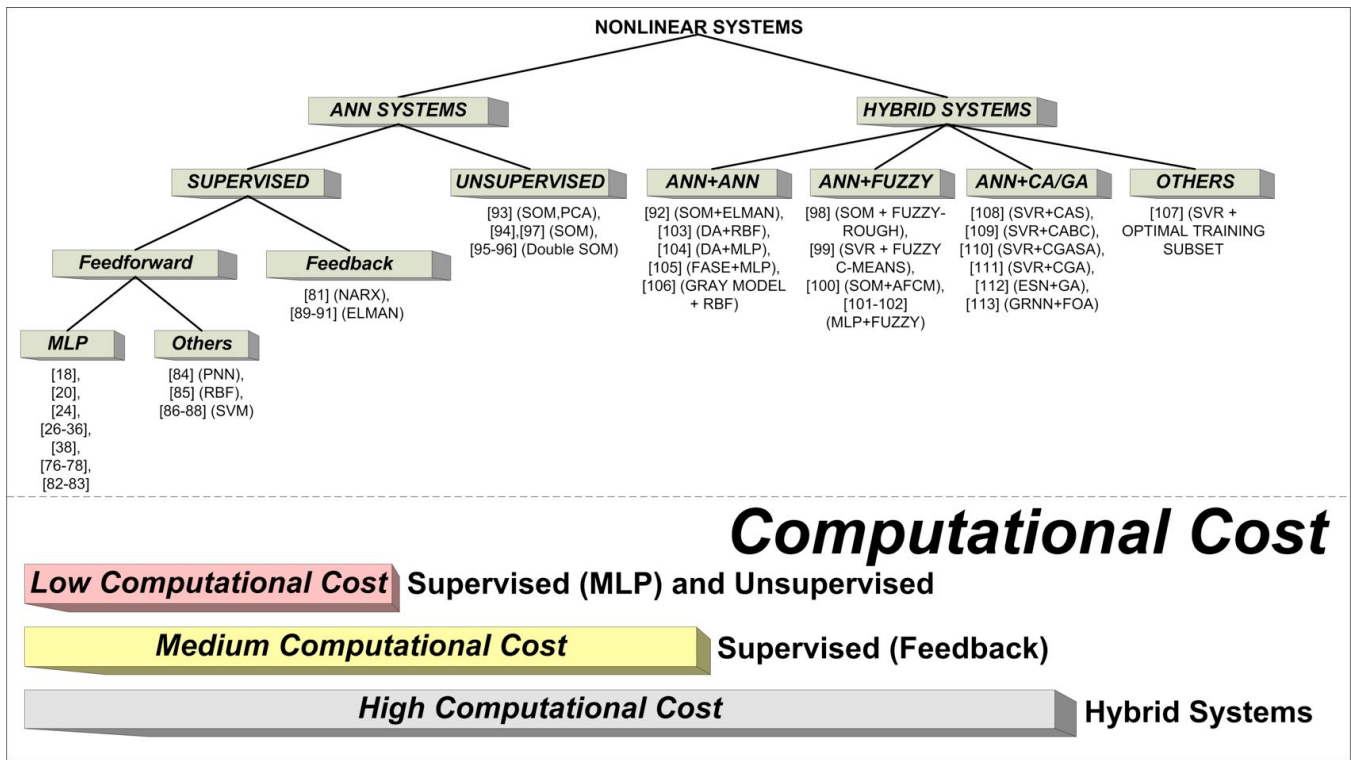 NONLINEAR SYSTEMS
ANN SYSTEMS
HYBRID SYSTEMS
SUPERVISED
UNSUPERVISED
[93] (SOM,PCA),
[94],[97] (SOM),
[95-96] (Double SOM)
ANN+ANN
[92] (SOM+ELMAN),
[103] (DA+RBF),
[104] (DA+MLP),
[105] (FASE+MLP),
[106] (GRAY MODEL
+ RBF)
ANN+FUZZY
[98] (SOM + FUZZY-
ROUGH),
[99] (SVR + FUZZY
C-MEANS),
[100] (SOM+AFCM),
[101-102]
(MLP+FUZZY)
ANN+CA/GA
[108] (SVR+CAS),
[109] (SVR+CABC),
[110] (SVR+CGASA),
[111] (SVR+CGA),
[112] (ESN+GA),
[113] (GRNN+FOA)
OTHERS
[107] (SVR +
OPTIMAL TRAINING
SUBSET
Feedforward
Feedback
[81] (NARX),
[89-91] (ELMAN)
MLP
[18],
[20],
[24],
[26-36],
[38],
[76-78],
[82-83]
Others
[84] (PNN),
[85] (RBF),
[86-88] (SVM)
Computational Cost
Low Computational Cost Supervised (MLP) and Unsupervised
Medium Computational Cost Supervised (Feedback)
High Computational Cost Hybrid Systems